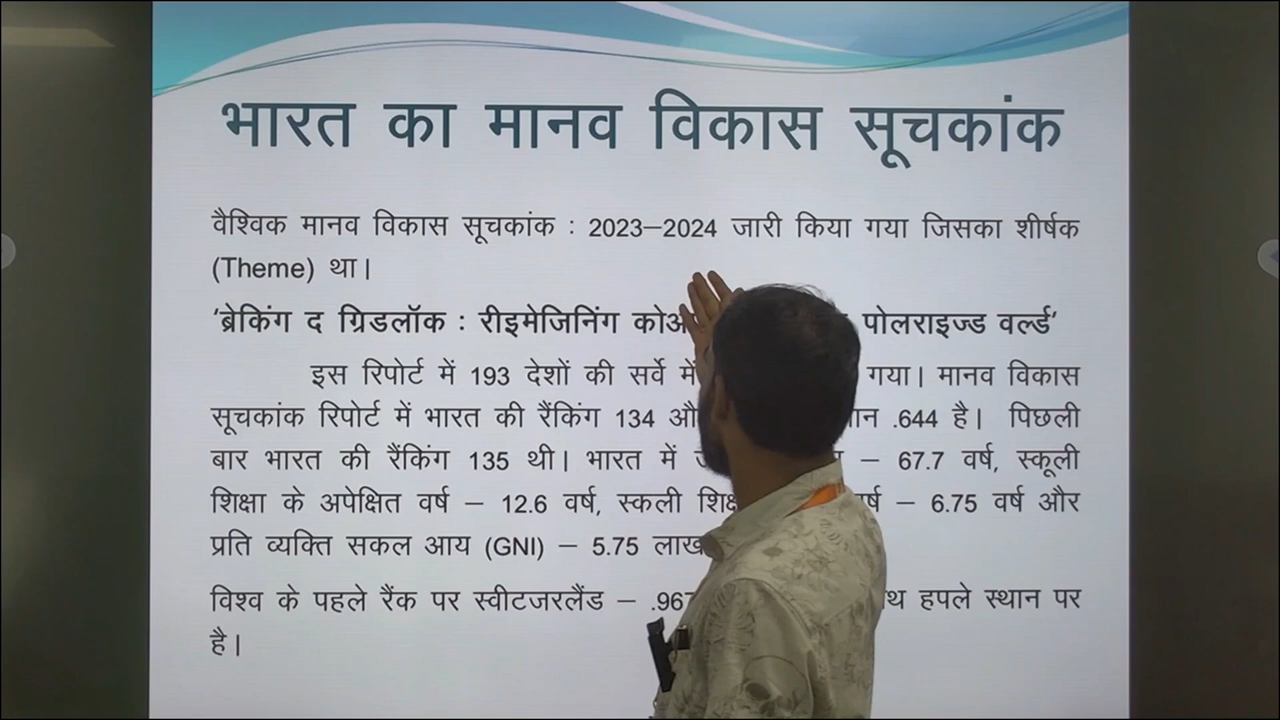 भारत का मानव विकास सूचकांक
वैश्विक मानव विकास सूचकांक : 2023–2024 जारी किया गया जिसका शीर्षक
(Theme) था।
'ब्रेकिंग द ग्रिडलॉक : रीइमेजिनिंग पोलराइज्ड वर्ल्ड'
इस रिपोर्ट में 193 देशों की सर्वे में गया। मानव विकास
सूचकांक रिपोर्ट में भारत की रैंकिंग 134 .644 है। पिछली
बार भारत की रैंकिंग 135 थी। भारत में – 67.7 वर्ष, स्कूली
शिक्षा के अपेक्षित वर्ष – 12.6 वर्ष, स्कली – 6.75 वर्ष और
प्रति व्यक्ति सकल आय (GNI) – 5.75
विश्व के पहले रैंक पर स्वीटजरलैंड – .967 हपले स्थान पर
है।